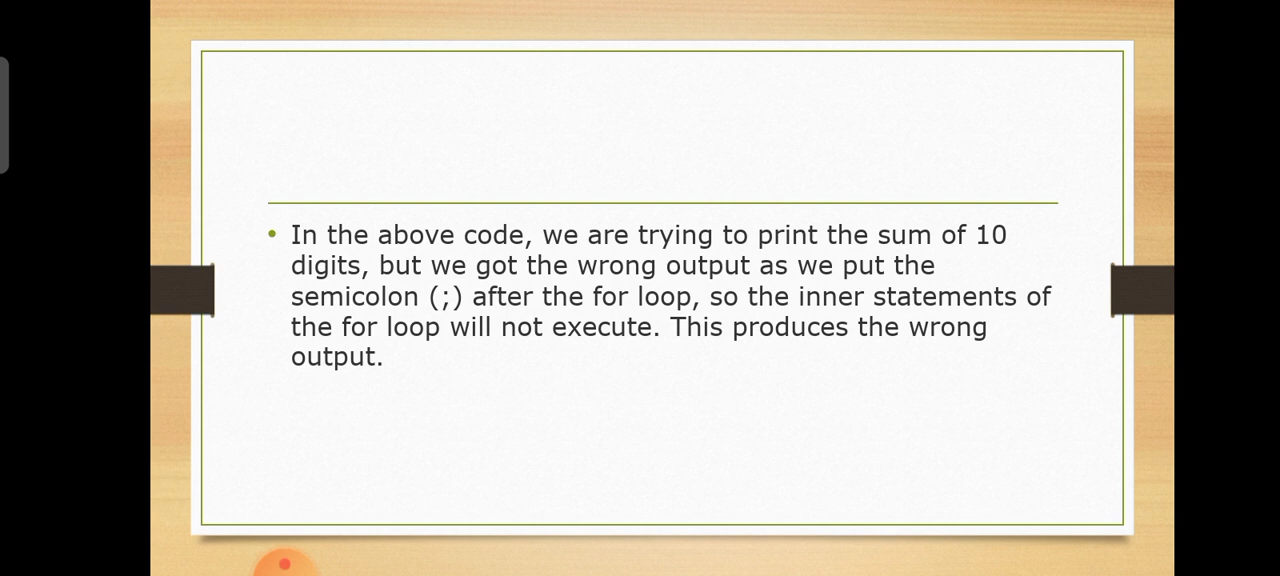 • In the above code, we are trying to print the sum of 10
digits, but we got the wrong output as we put the
semicolon (;) after the for loop, so the inner statements of
the for loop will not execute. This produces the wrong
output.